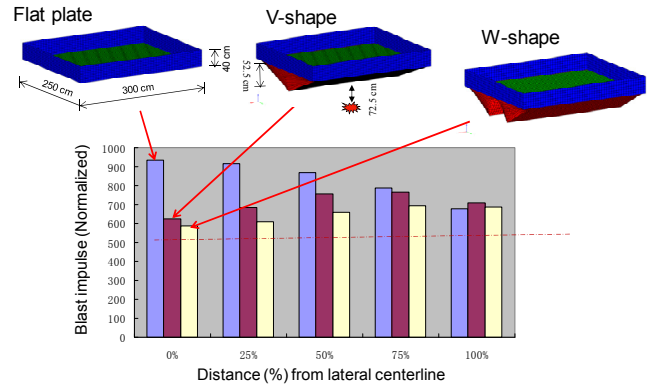 Flat plate
V-shape
W-shape
40 cm
250 cm
300 cm
52.5 cm
72.5 cm
Blast impulse (Normalized)
1000
900
800
700
600
500
400
300
200
100
0
0%
25%
50%
75%
100%
Distance (%) from lateral centerline